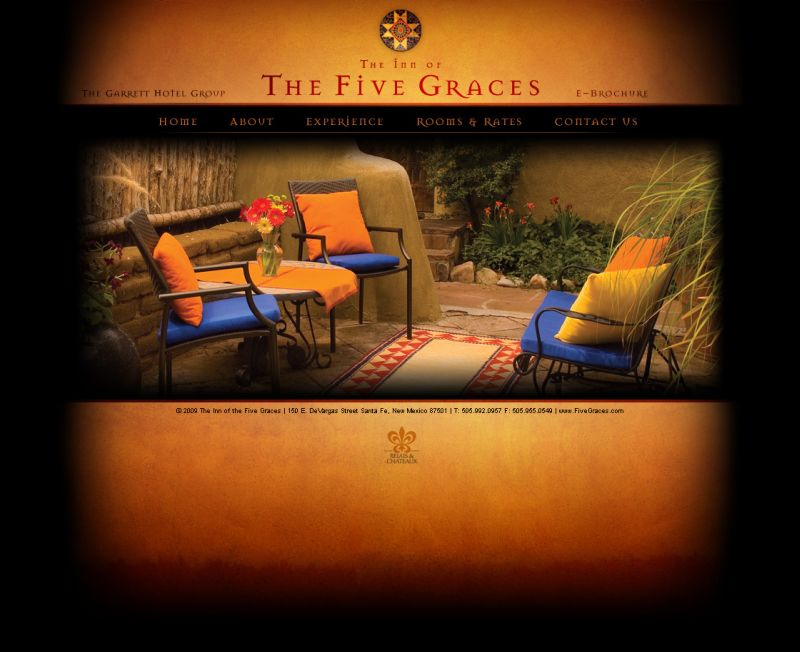 The Inn of
The Five Graces
The Garrett Hotel Group
E-Brochure
Home About Experience Rooms & Rates Contact Us
© 2009 The Inn of the Five Graces | 150 E. DeVargas Street Santa Fe, New Mexico 87501 | T: 505.992.0957 F: 505.955.0549 | www.FiveGraces.com
RELAIS &
CHATEAUX